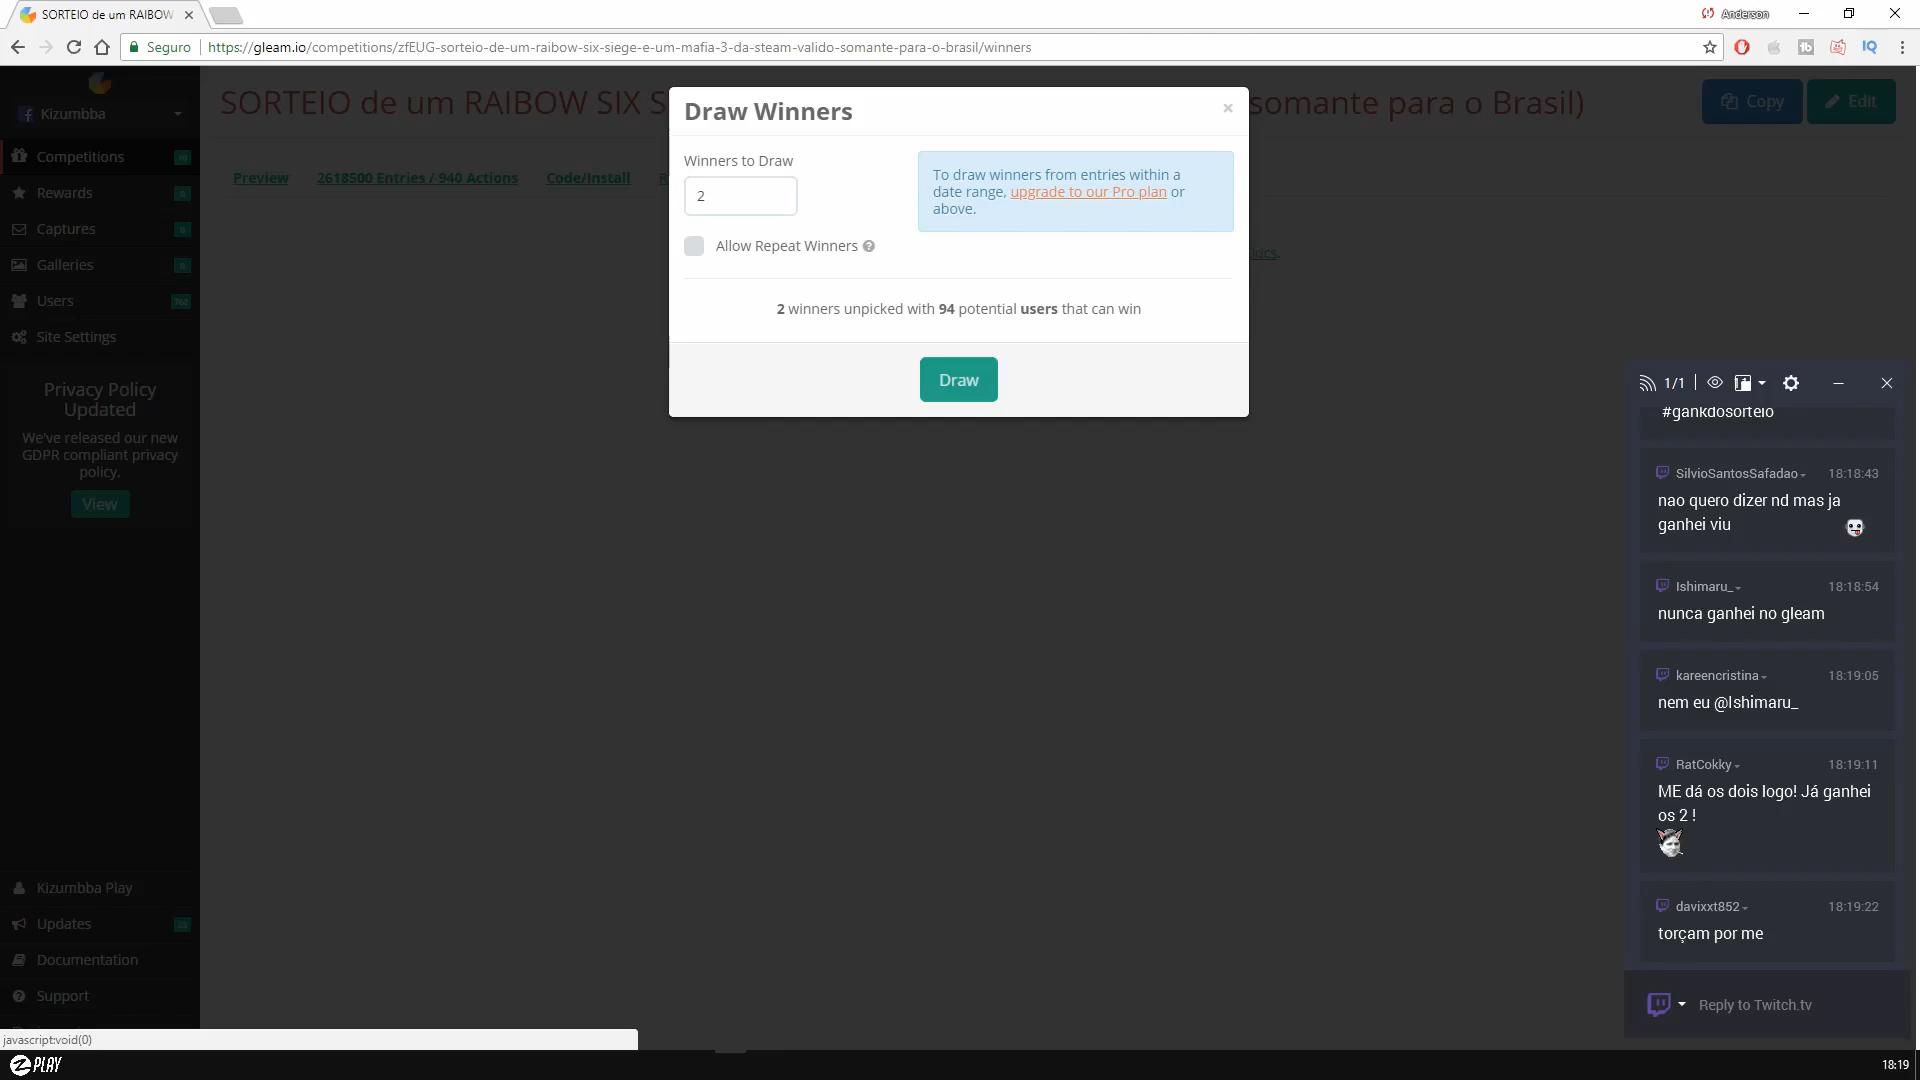 SORTEIO de um RAIBOW
Anderson
Seguro
https://gleam.io/competitions/zfEUG-sorteio-de-um-raibow-six-siege-e-um-mafia-3-da-steam-valido-somante-para-o-brasil/winners
IQ
Kizumbba
Competitions
Rewards
Captures
Galleries
Users 762
Site Settings
Privacy Policy
Updated
We've released our new
GDPR compliant privacy
policy.
View
Kizumbba Play
Updates
Documentation
Support
javascript:void(0)
PLAY
SORTEIO de um RAIBOW SIX S
somante para o Brasil)
Copy
Edit
Preview
2618500 Entries / 940 Actions
Code/Install
Draw Winners
×
Winners to Draw
2
To draw winners from entries within a
date range, upgrade to our Pro plan or
above.
Allow Repeat Winners ?
2 winners unpicked with 94 potential users that can win
Draw
1/1
#gankdosorteio
SilvioSantosSafadao 18:18:43
nao quero dizer nd mas ja
ganhei viu
Ishimaru_ 18:18:54
nunca ganhei no gleam
kareencristina 18:19:05
nem eu @Ishimaru_
RatCokky 18:19:11
ME dá os dois logo! Já ganhei
os 2 !
davixxt852 18:19:22
torçam por me
Reply to Twitch.tv
18:19